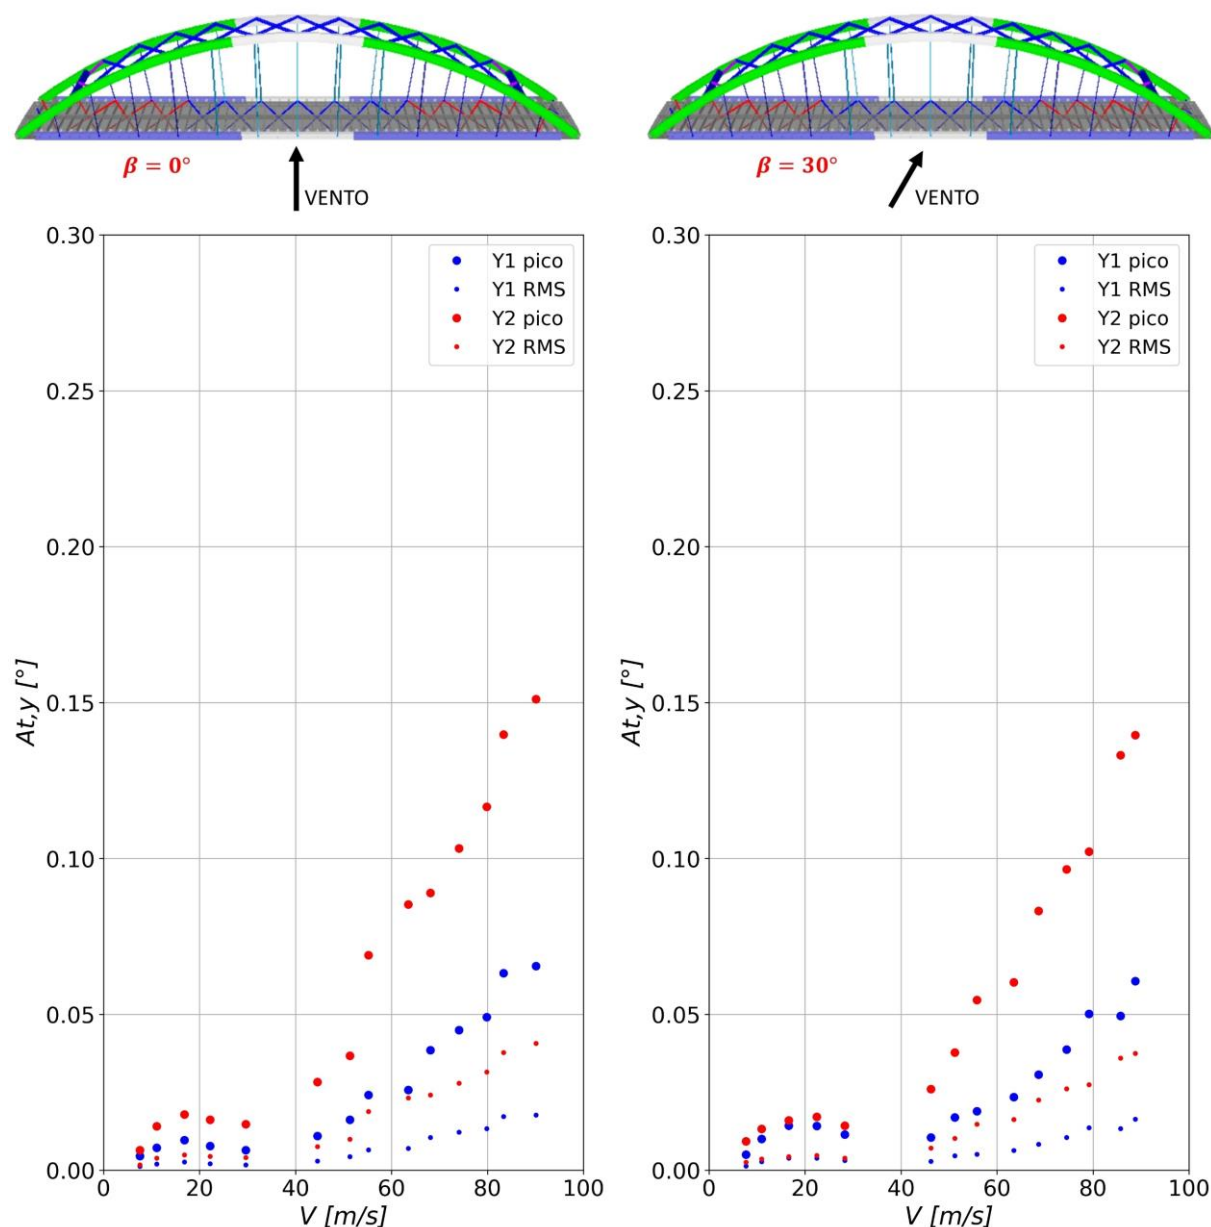 β = 0°
VENTO
β = 30°
VENTO
Y1 pico
Y1 RMS
Y2 pico
Y2 RMS
0.30
0.25
0.20
0.15
0.10
0.05
0.00
At,y [°]
0 20 40 60 80 100
V [m/s]
Y1 pico
Y1 RMS
Y2 pico
Y2 RMS
0.30
0.25
0.20
0.15
0.10
0.05
0.00
At,y [°]
0 20 40 60 80 100
V [m/s]